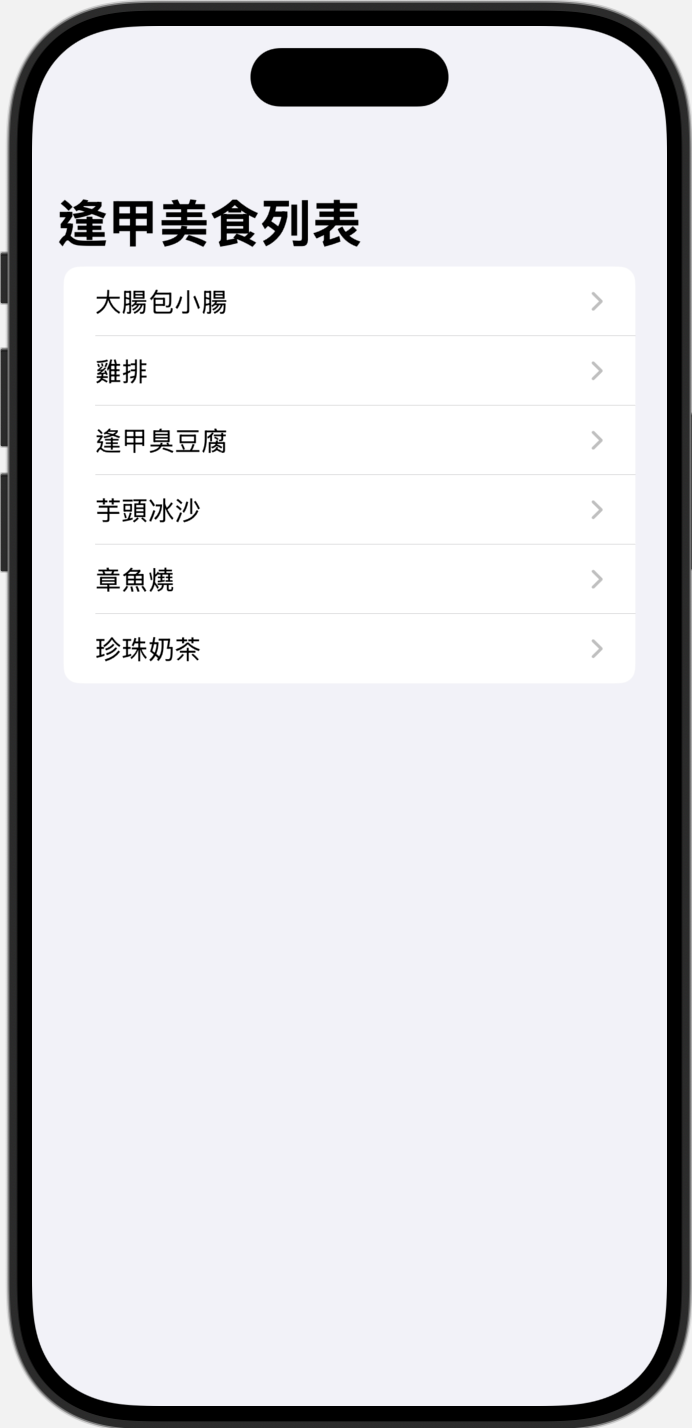 逢甲美食列表
大腸包小腸
雞排
逢甲臭豆腐
芋頭冰沙
章魚燒
珍珠奶茶